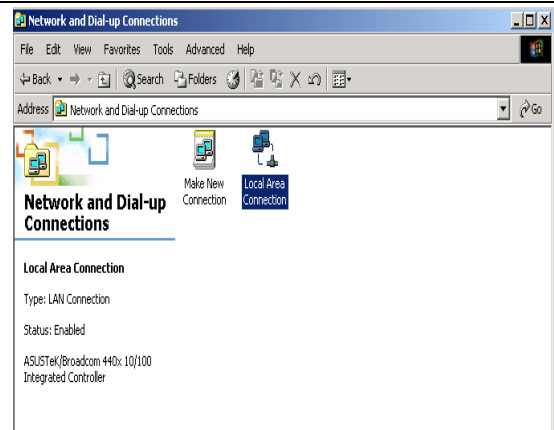 Network and Dial-up Connections
File Edit View Favorites Tools Advanced Help
Back Search Folders
Address Network and Dial-up Connections Go
Make New Connection
Local Area Connection
Network and Dial-up
Connections
Local Area Connection
Type: LAN Connection
Status: Enabled
ASUSTeK/Broadcom 440x 10/100
Integrated Controller